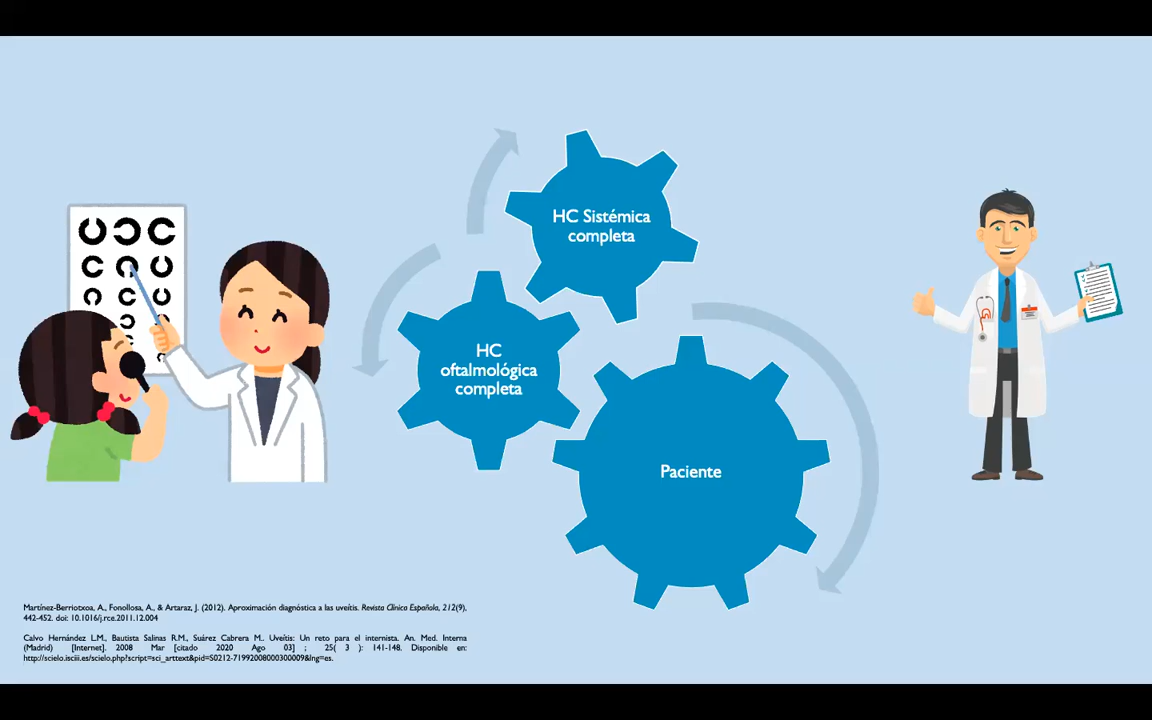 HC Sistémica
completa
HC
oftalmológica
completa
Paciente
Martínez-Berriotxoa, A., Fonollosa, A., & Artaraz, J. (2012). Aproximación diagnóstica a las uveítis. Revista Clínica Española, 212(9),
442-452. doi: 10.1016/j.rce.2011.12.004
Calvo Hernández L.M., Bautista Salinas R.M., Suárez Cabrera M.. Uveítis: Un reto para el internista. An. Med. Interna
(Madrid) [Internet]. 2008 Mar [citado 2020 Ago 03] ; 25( 3 ): 141-148. Disponible en:
http://scielo.isciii.es/scielo.php?script=sci_arttext&pid=S0212-71992008000300009&lng=es.